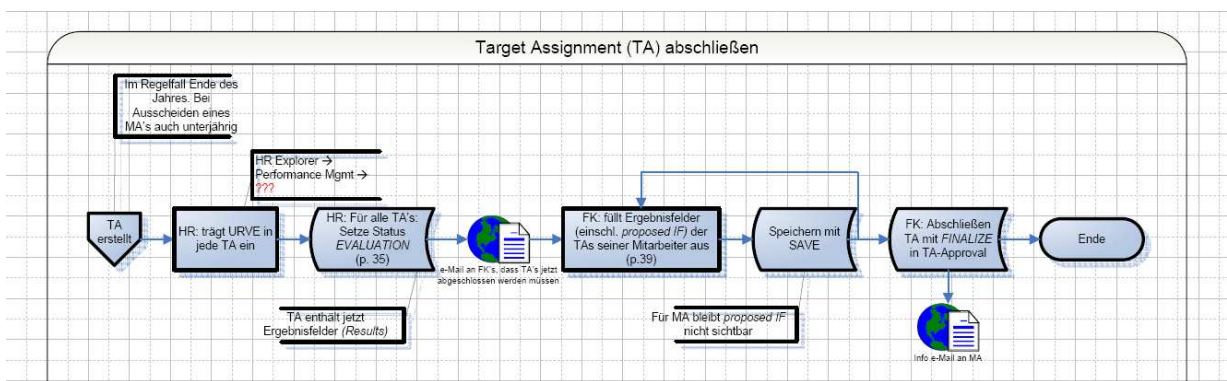 Target Assignment (TA) abschließen
Im Regelfall Ende des
Jahres. Bei
Ausscheiden eines
MA's auch unterjährig
HR Explorer →
Performance Mgmt →
???
TA
erstellt
HR: trägt URVE in
jede TA ein
HR: Für alle TA's:
Setze Status
EVALUATION
(p. 35)
e-Mail an FK's, dass TA's jetzt
abgeschlossen werden müssen
FK: füllt Ergebnisfelder
(einschl. proposed IF) der
TAs seiner Mitarbeiter aus
(p.39)
Speichern mit
SAVE
FK: Abschließen
TA mit FINALIZE
in TA-Approval
Ende
TA enthält jetzt
Ergebnisfelder (Results)
Für MA bleibt proposed IF
nicht sichtbar
Info e-Mail an MA